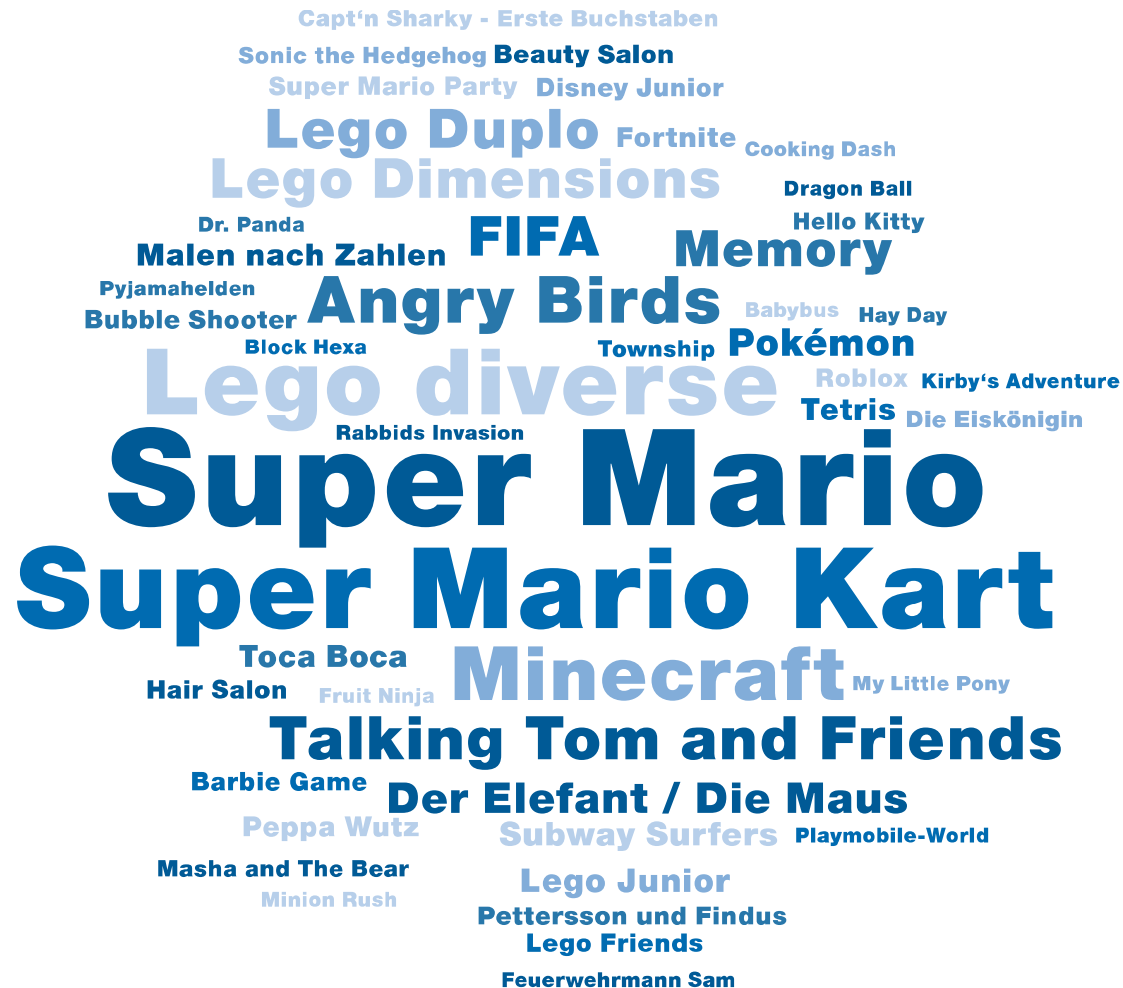 Capt‘n Sharky - Erste Buchstaben
Sonic the Hedgehog Beauty Salon
Super Mario Party Disney Junior
Lego Duplo Fortnite Cooking Dash
Lego Dimensions Dragon Ball
Dr. Panda FIFA Hello Kitty
Malen nach Zahlen Memory
Pyjamahelden Angry Birds Babybus Hay Day
Bubble Shooter
Block Hexa Township Pokémon
Lego diverse Roblox Kirby‘s Adventure
Tetris Die Eiskönigin
Rabbids Invasion
Super Mario
Super Mario Kart
Toca Boca Minecraft My Little Pony
Hair Salon Fruit Ninja
Talking Tom and Friends
Barbie Game Der Elefant / Die Maus
Peppa Wutz Subway Surfers Playmobile-World
Masha and The Bear Lego Junior
Minion Rush
Pettersson und Findus
Lego Friends
Feuerwehrmann Sam